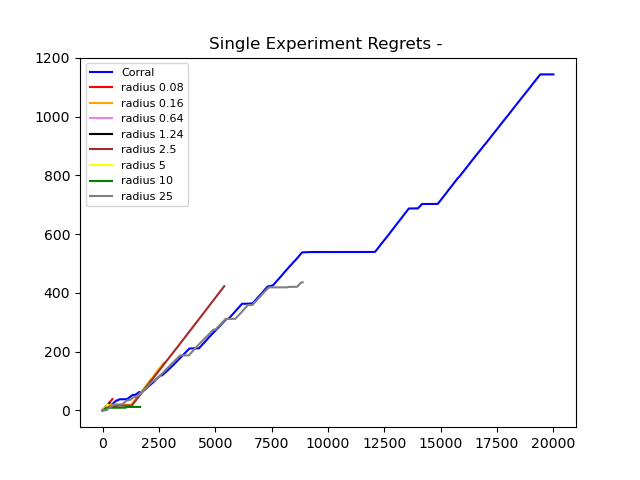 Single Experiment Regrets -
1200
1000
800
600
400
200
0
Corral
radius 0.08
radius 0.16
radius 0.64
radius 1.24
radius 2.5
radius 5
radius 10
radius 25
0 2500 5000 7500 10000 12500 15000 17500 20000